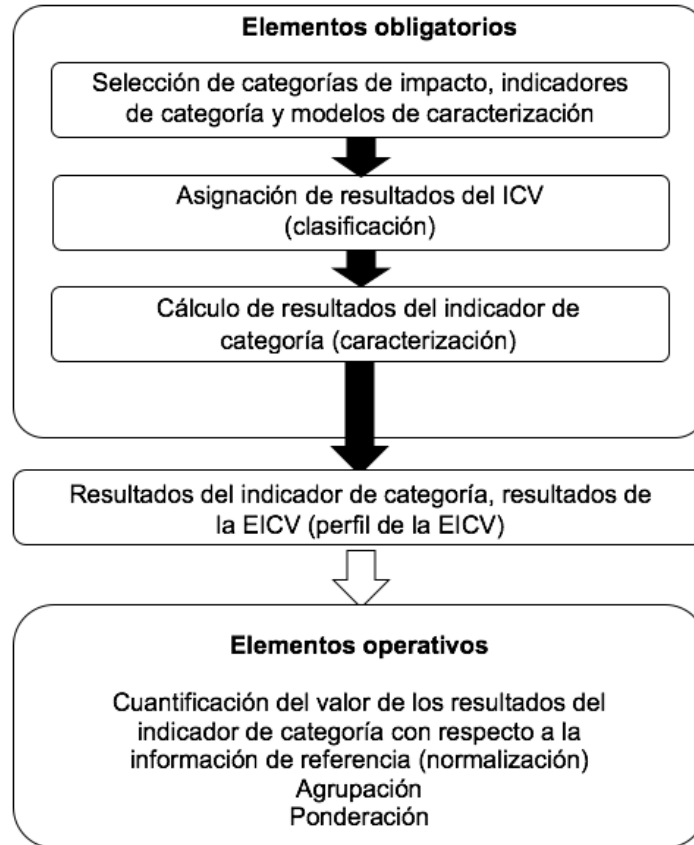 Elementos obligatorios
Selección de categorías de impacto, indicadores
de categoría y modelos de caracterización
Asignación de resultados del ICV
(clasificación)
Cálculo de resultados del indicador de
categoría (caracterización)
Resultados del indicador de categoría, resultados de
la EICV (perfil de la EICV)
Elementos operativos
Cuantificación del valor de los resultados del
indicador de categoría con respecto a la
información de referencia (normalización)
Agrupación
Ponderación